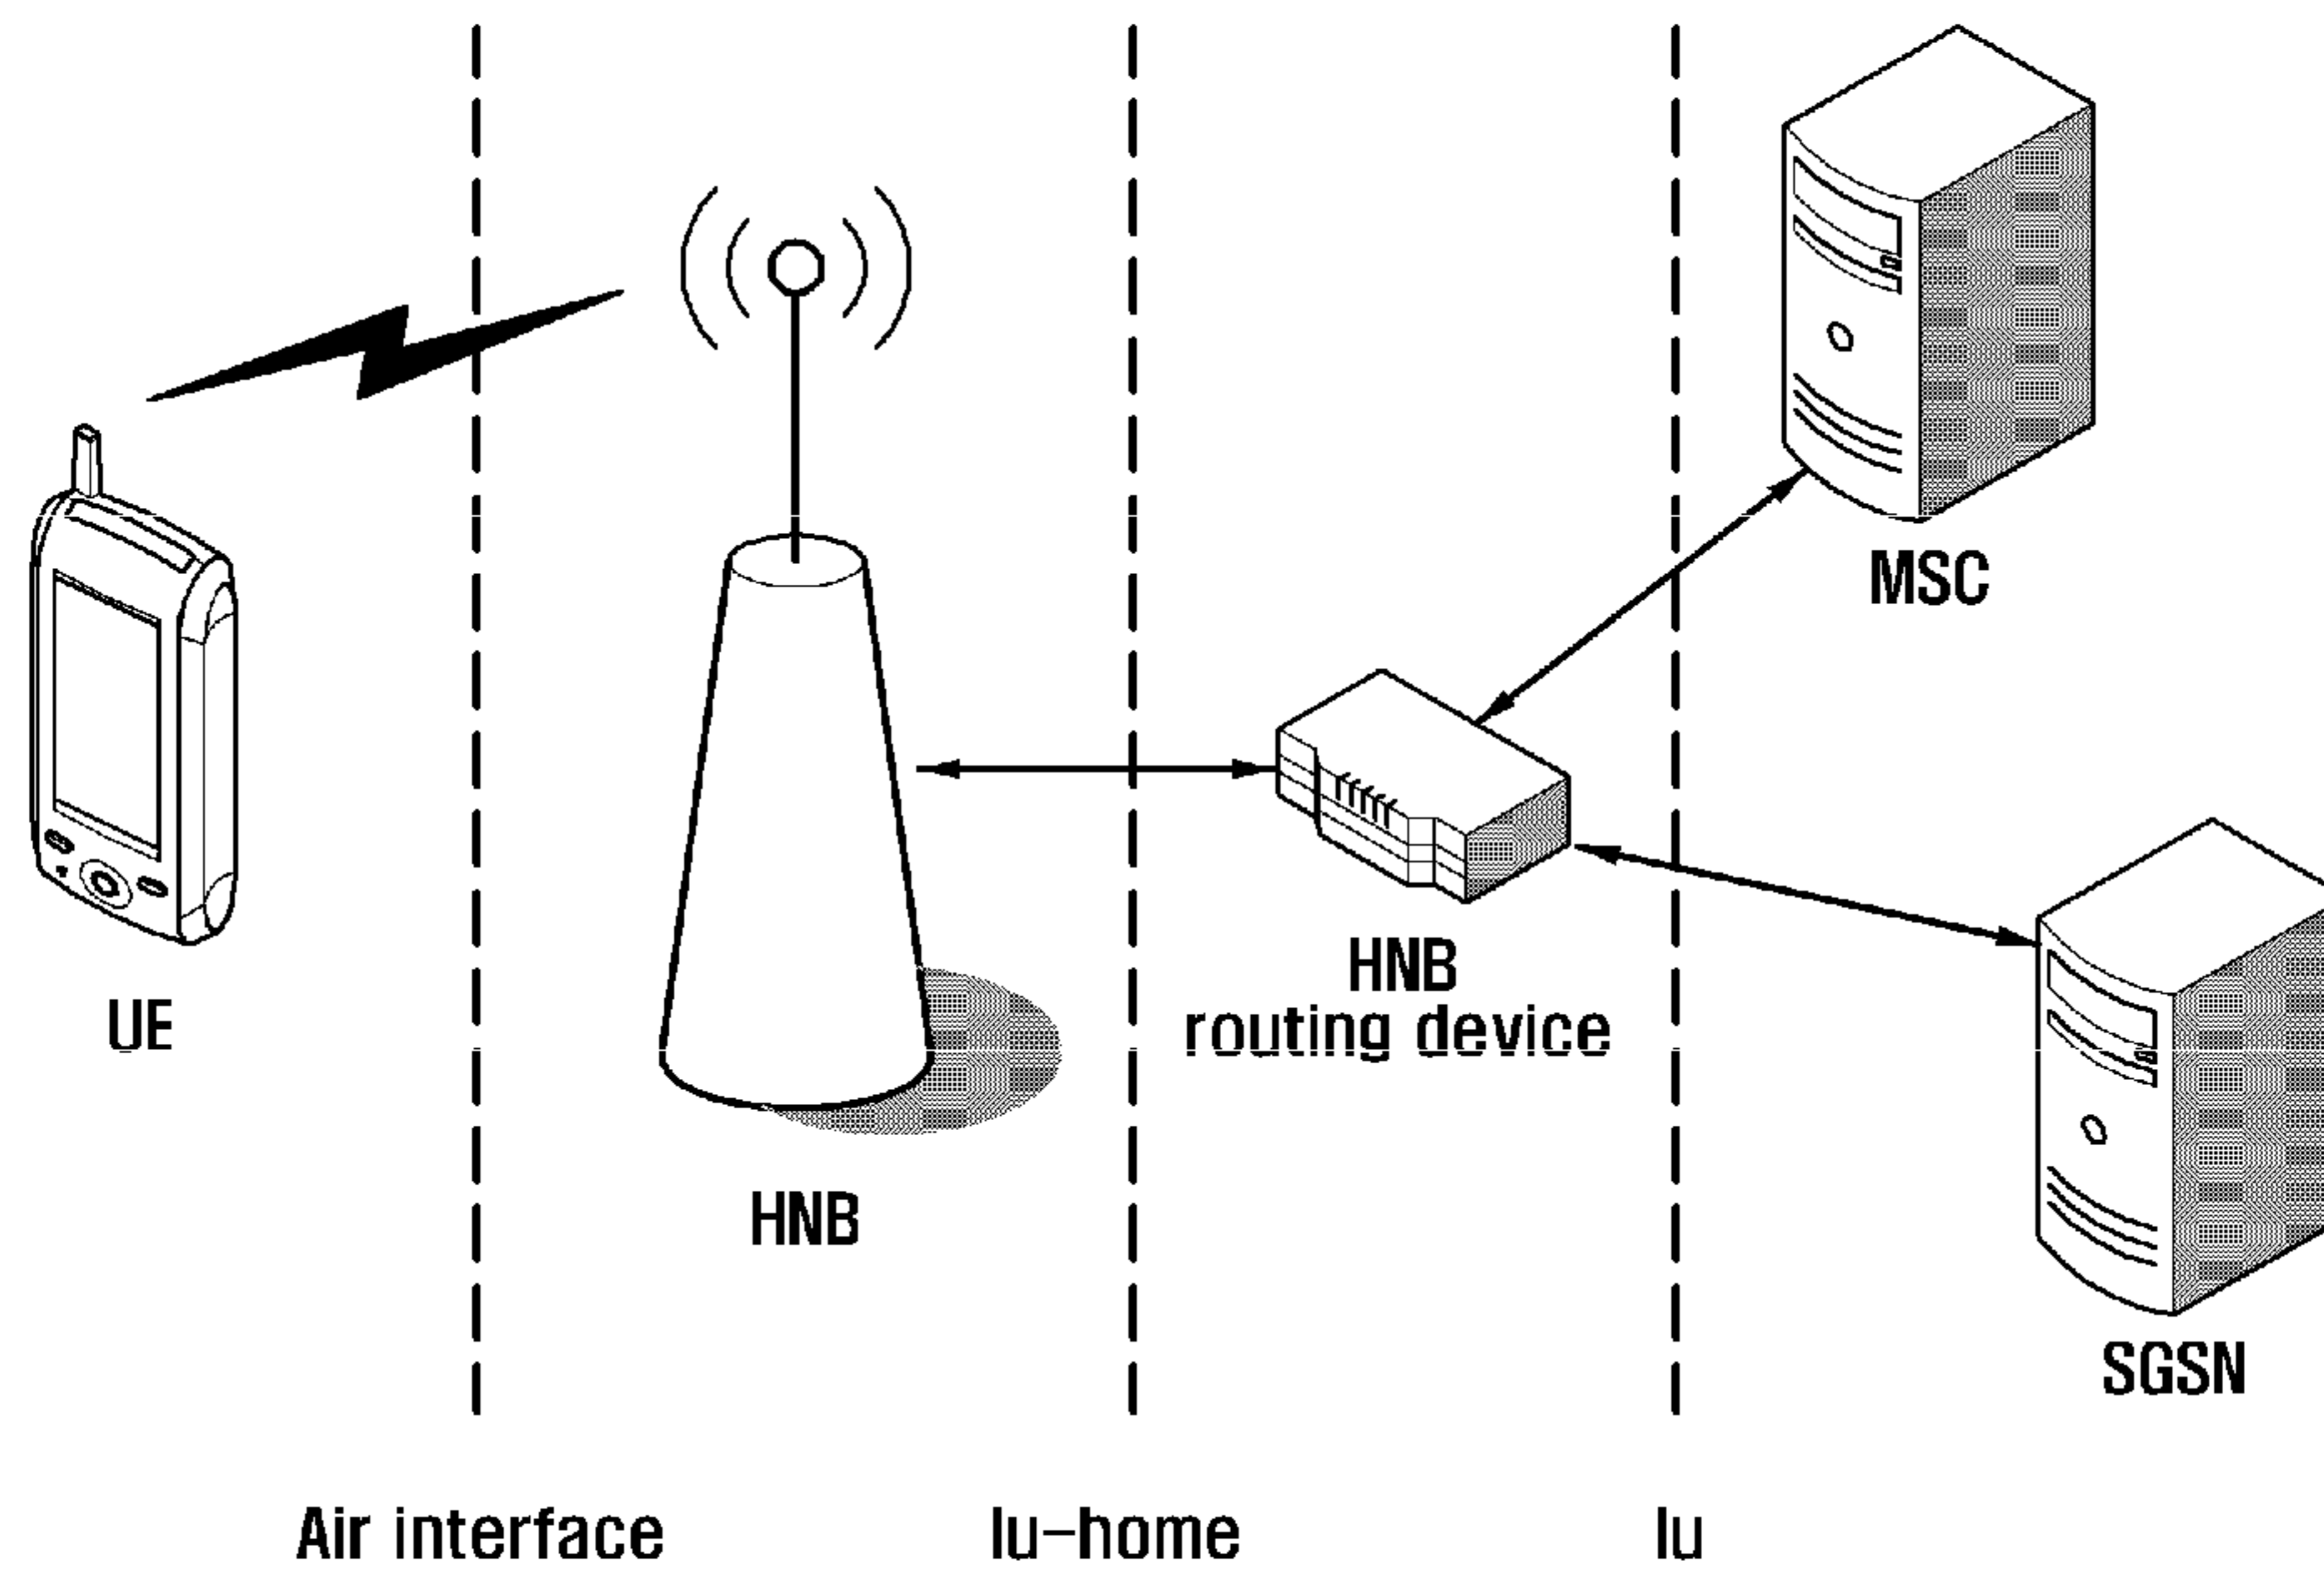 MSC
HNB
routing device
UE
HNB
SGSN
Air interface
Iu-home
Iu